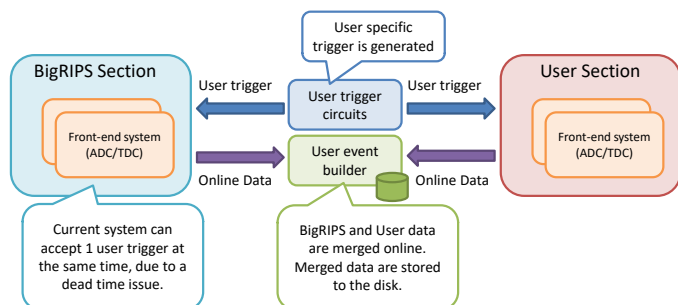 User specific
trigger is generated
BigRIPS Section
User Section
User trigger
User trigger
User trigger
circuits
Front-end system
(ADC/TDC)
Front-end system
(ADC/TDC)
User event
builder
Online Data
Online Data
Current system can
accept 1 user trigger at
the same time, due to a
dead time issue.
BigRIPS and User data
are merged online.
Merged data are stored
to the disk.